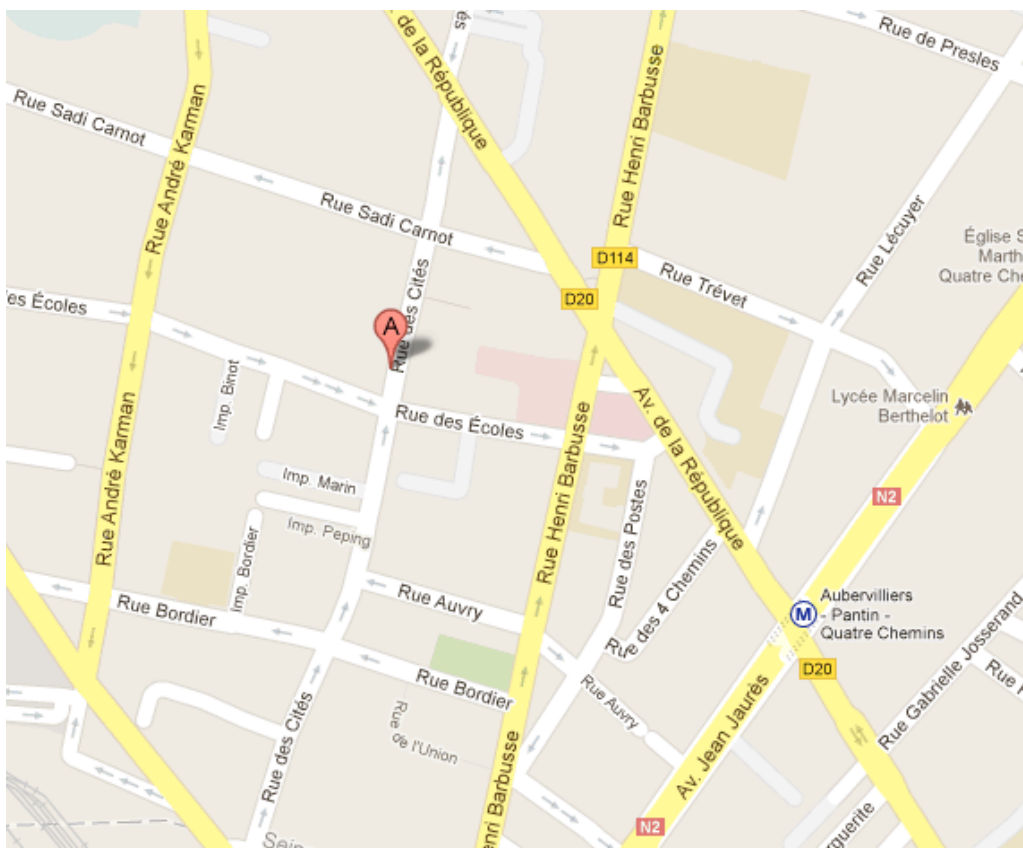 Rue de Presles
és
Av. de la République
Rue Sadi Carnot
Rue André Karman
Rue Henri Barbusse
Rue Sadi Carnot
Rue Lécuyer
Église S
Marth
Quatre Che
D114
Rue Trévet
D20
es Écoles
Rue des Cités
A
Imp. Binot
Rue des Écoles
Lycée Marcelin
Berthelot
Av. de la République
N2
Imp. Marin
Imp. Peping
Imp. Bordier
Rue André Karman
Rue Henri Barbusse
Rue des Postes
Rue des 4 Chemins
Rue Bordier
Rue Auvry
M
Aubervilliers
- Pantin -
Quatre Chemins
D20
Rue Gabrielle Josserand
Rue Bordier
Rue Auvry
Rue
de l'Union
Rue des Cités
Av. Jean Jaurès
N2
enri Barbusse
rguerite
Sein